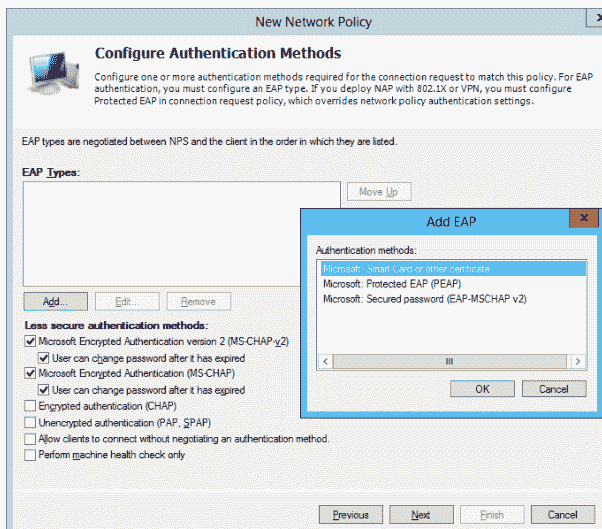 New Network Policy
Configure Authentication Methods
Configure one or more authentication methods required for the connection request to match this policy. For EAP
authentication, you must configure an EAP type. If you deploy NAP with 802.1X or VPN, you must configure
Protected EAP in connection request policy, which overrides network policy authentication settings.
EAP types are negotiated between NPS and the client in the order in which they are listed.
EAP Types:
Move Up
Add EAP
Authentication methods:
Microsoft: Smart Card or other certificate
Microsoft: Protected EAP (PEAP)
Microsoft: Secured password (EAP-MSCHAP v2)
OK Cancel
Add... Edit... Remove
Less secure authentication methods:
Microsoft Encrypted Authentication version 2 (MS-CHAP-v2)
User can change password after it has expired
Microsoft Encrypted Authentication (MS-CHAP)
User can change password after it has expired
Encrypted authentication (CHAP)
Unencrypted authentication (PAP, SPAP)
Allow clients to connect without negotiating an authentication method.
Perform machine health check only
Previous Next Finish Cancel